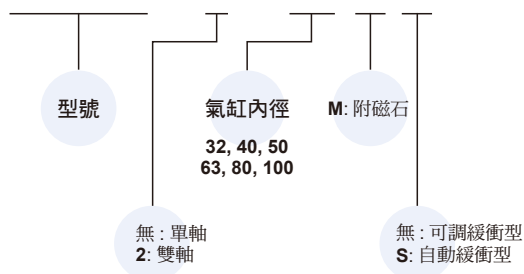 型號
氣缸內徑
32, 40, 50
63, 80, 100
M: 附磁石
無 : 單軸
2: 雙軸
無 : 可調緩衝型
S: 自動緩衝型